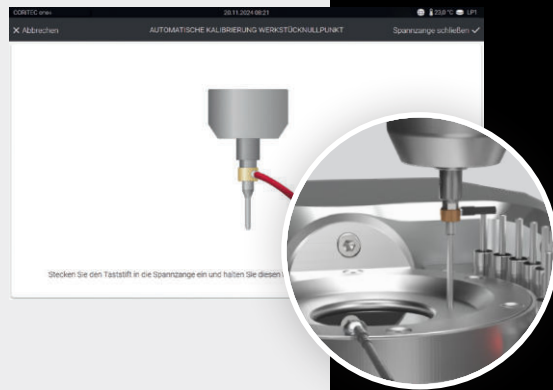 CORITEC one+
20.11.2024 08:21
23,0 °C LP1
Abbrechen
AUTOMATISCHE KALIBRIERUNG WERKSTÜCKNULLPUNKT
Spannzange schließen
Stecken Sie den Taststift in die Spannzange ein und halten Sie diesen